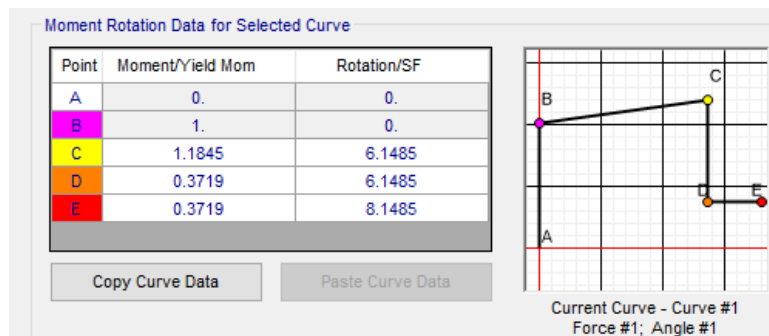 Moment Rotation Data for Selected Curve
Point Moment/Yield Mom Rotation/SF
A 0. 0.
B 1. 0.
C 1.1845 6.1485
D 0.3719 6.1485
E 0.3719 8.1485
Copy Curve Data Paste Curve Data
C
B
D E
A
Current Curve - Curve #1
Force #1; Angle #1